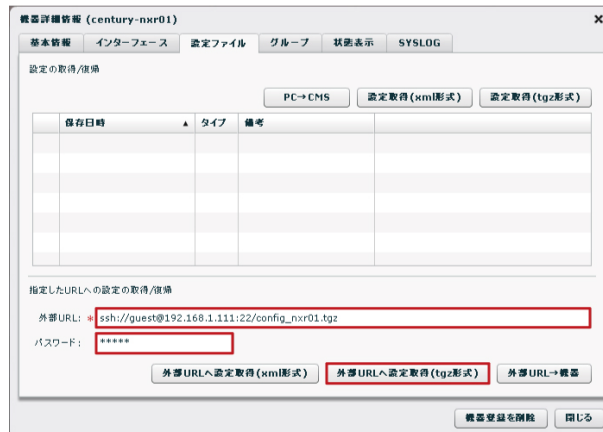 機器詳細情報 (century-nxr01)
基本情報 インターフェース 設定ファイル グループ 状態表示 SYSLOG
設定の取得/復帰
PC→CMS 設定取得(xml形式) 設定取得(tgz形式)
保存日時 ▲ タイプ 備考
指定したURLへの設定の取得/復帰
外部URL: * ssh://guest@192.168.1.111:22/config_nxr01.tgz
パスワード: *****
外部URLへ設定取得(xml形式) 外部URLへ設定取得(tgz形式) 外部URL→機器
機器登録を削除 閉じる